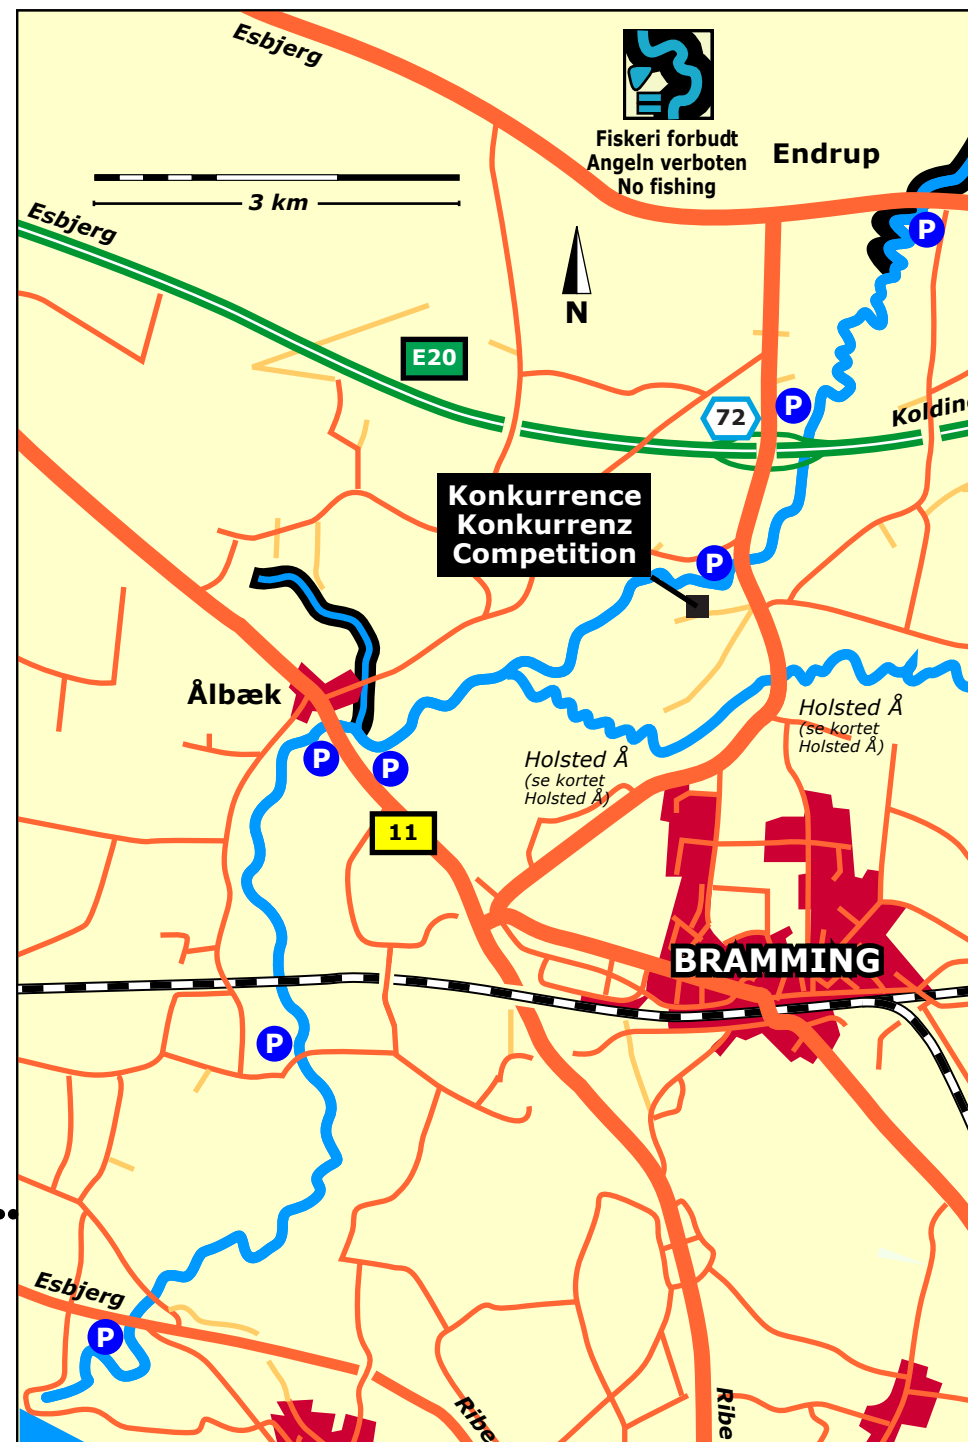 Esbjerg
Fiskeri forbudt
Angeln verboten
No fishing
Endrup
3 km
Esbjerg
P
N
E20
P
72
Kolding
Konkurrence
Konkurrenz
Competition
P
Ålbæk
Holsted Å
(se kortet
Holsted Å)
Holsted Å
(se kortet
Holsted Å)
P
P
11
BRAMMING
P
Esbjerg
P
Ribe
Ribe